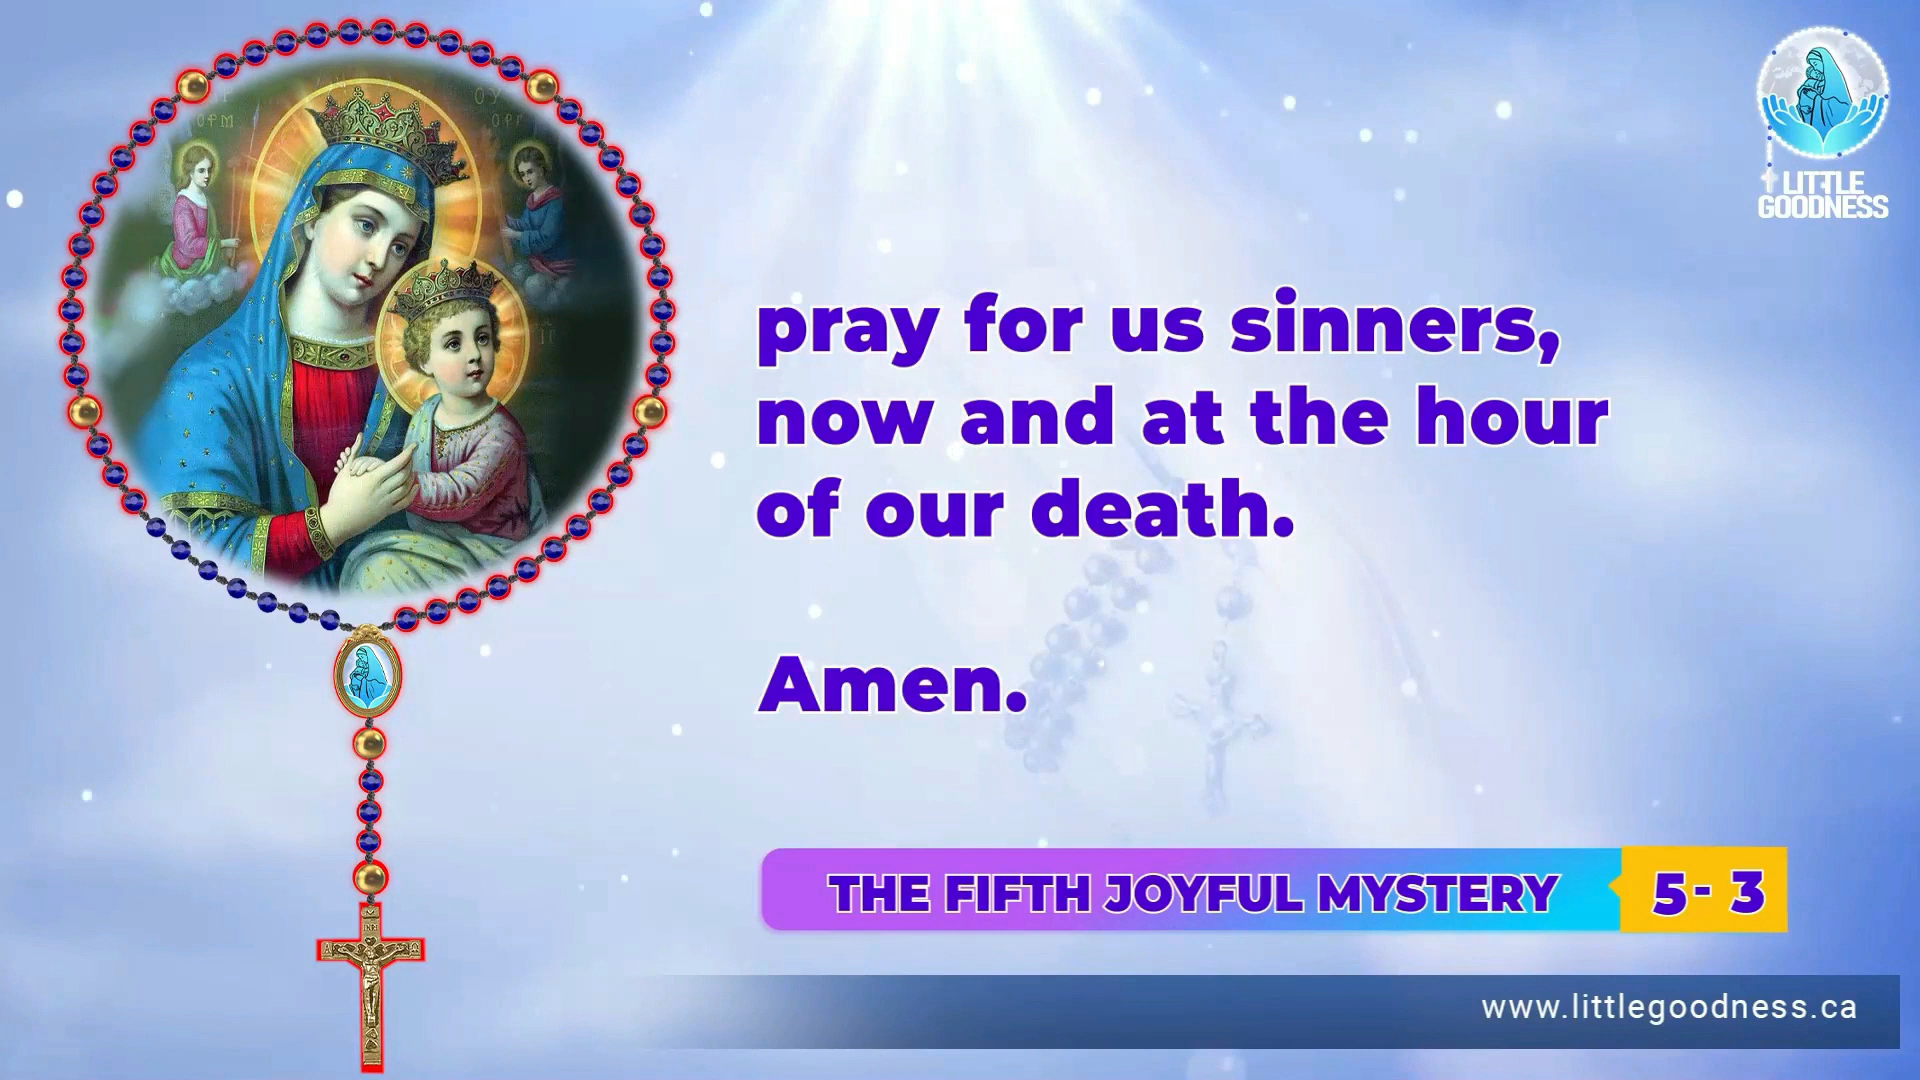 LITTLE
GOODNESS
pray for us sinners,
now and at the hour
of our death.
Amen.
THE FIFTH JOYFUL MYSTERY
5- 3
INRI
www.littlegoodness.ca